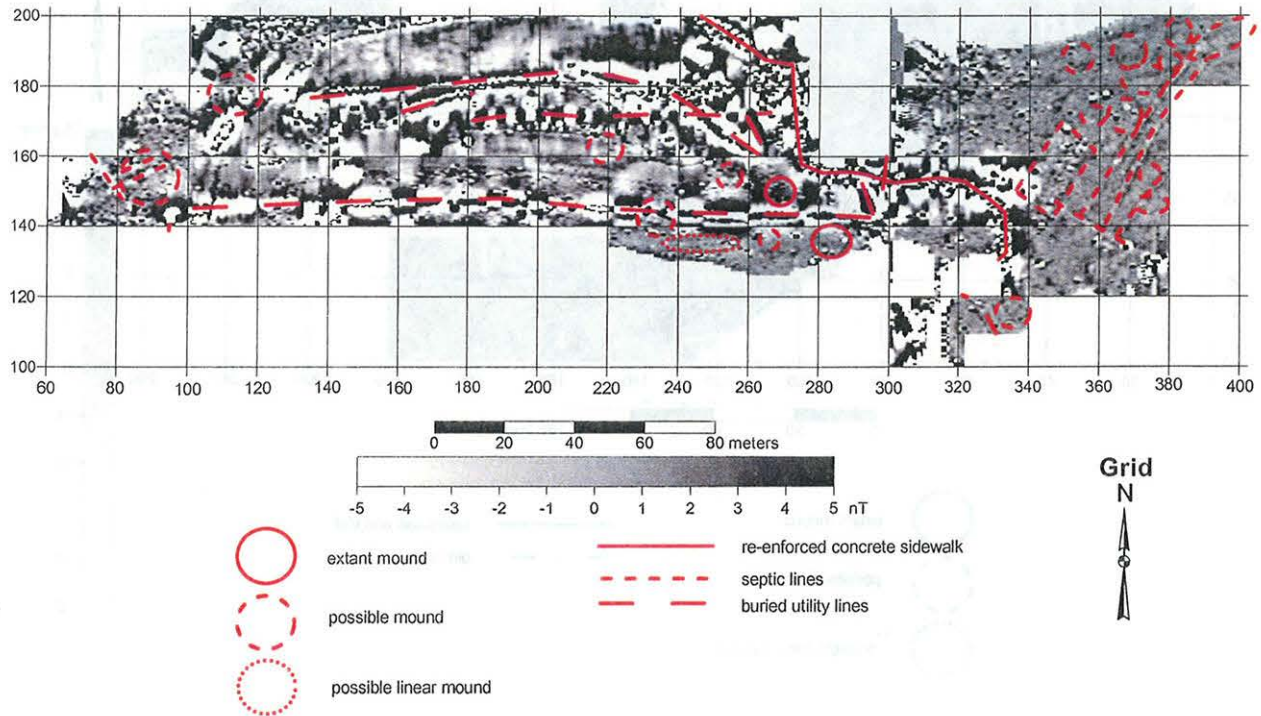 200
180
160
140
120
100
60 80 100 120 140 160 180 200 220 240 260 280 300 320 340 360 380 400
0 20 40 60 80 meters
-5 -4 -3 -2 -1 0 1 2 3 4 5 nT
Grid
N
extant mound
possible mound
possible linear mound
re-enforced concrete sidewalk
septic lines
buried utility lines